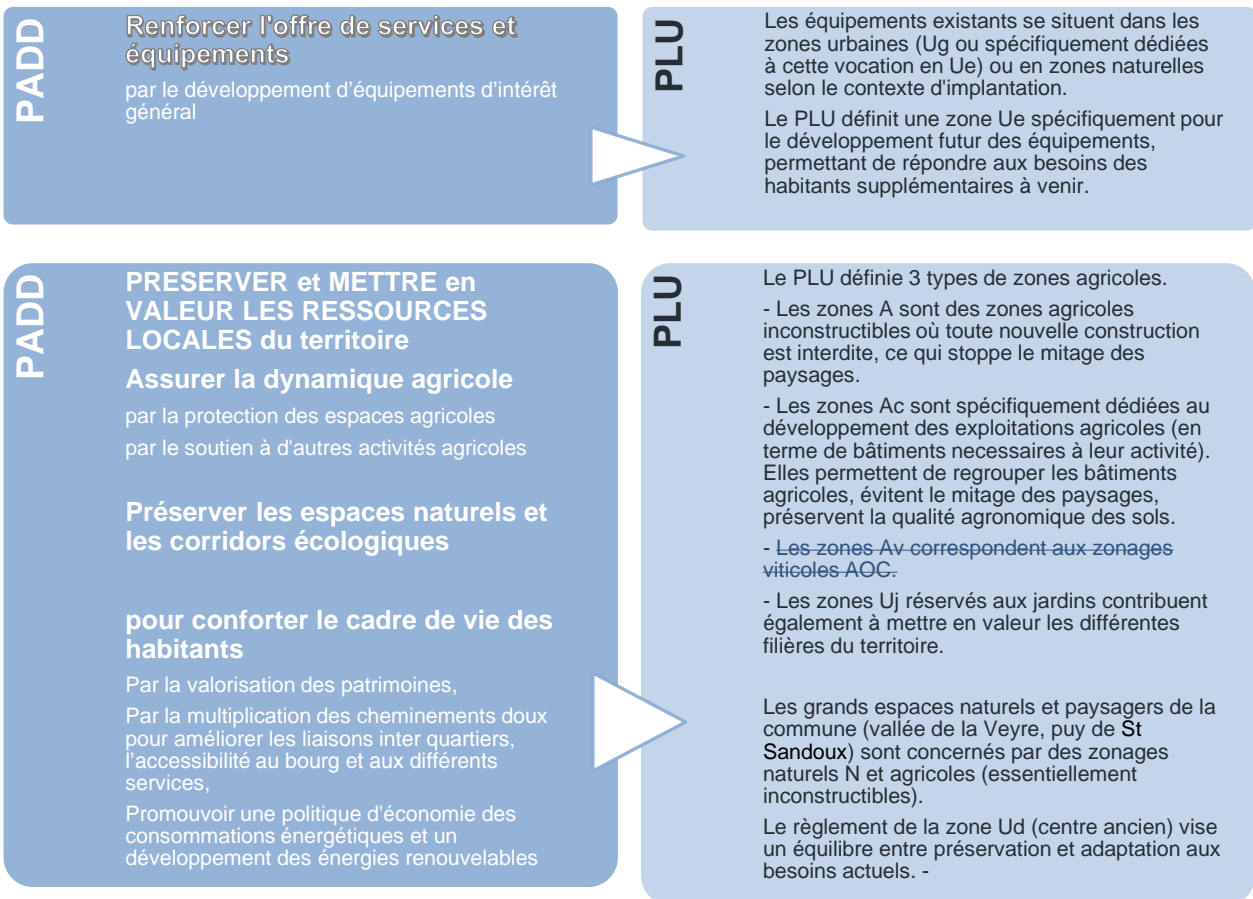 PADD
Renforcer l'offre de services et
équipements
par le développement d'équipements d'intérêt
général
PLU
Les équipements existants se situent dans les
zones urbaines (Ug ou spécifiquement dédiées
à cette vocation en Ue) ou en zones naturelles
selon le contexte d'implantation.
Le PLU définit une zone Ue spécifiquement pour
le développement futur des équipements,
permettant de répondre aux besoins des
habitants supplémentaires à venir.
PADD
PRESERVER et METTRE en
VALEUR LES RESSOURCES
LOCALES du territoire
Assurer la dynamique agricole
par la protection des espaces agricoles
par le soutien à d'autres activités agricoles
Préserver les espaces naturels et
les corridors écologiques
pour conforter le cadre de vie des
habitants
Par la valorisation des patrimoines,
Par la multiplication des cheminements doux
pour améliorer les liaisons inter quartiers,
l'accessibilité au bourg et aux différents
services,
Promouvoir une politique d'économie des
consommations énergétiques et un
développement des énergies renouvelables
PLU
Le PLU définie 3 types de zones agricoles.
- Les zones A sont des zones agricoles
inconstructibles où toute nouvelle construction
est interdite, ce qui stoppe le mitage des
paysages.
- Les zones Ac sont spécifiquement dédiées au
développement des exploitations agricoles (en
terme de bâtiments necessaires à leur activité).
Elles permettent de regrouper les bâtiments
agricoles, évitent le mitage des paysages,
préservent la qualité agronomique des sols.
- Les zones Av correspondent aux zonages
viticoles AOC.
- Les zones Uj réservés aux jardins contribuent
également à mettre en valeur les différentes
filières du territoire.
Les grands espaces naturels et paysagers de la
commune (vallée de la Veyre, puy de St
Sandoux) sont concernés par des zonages
naturels N et agricoles (essentiellement
inconstructibles).
Le règlement de la zone Ud (centre ancien) vise
un équilibre entre préservation et adaptation aux
besoins actuels. -